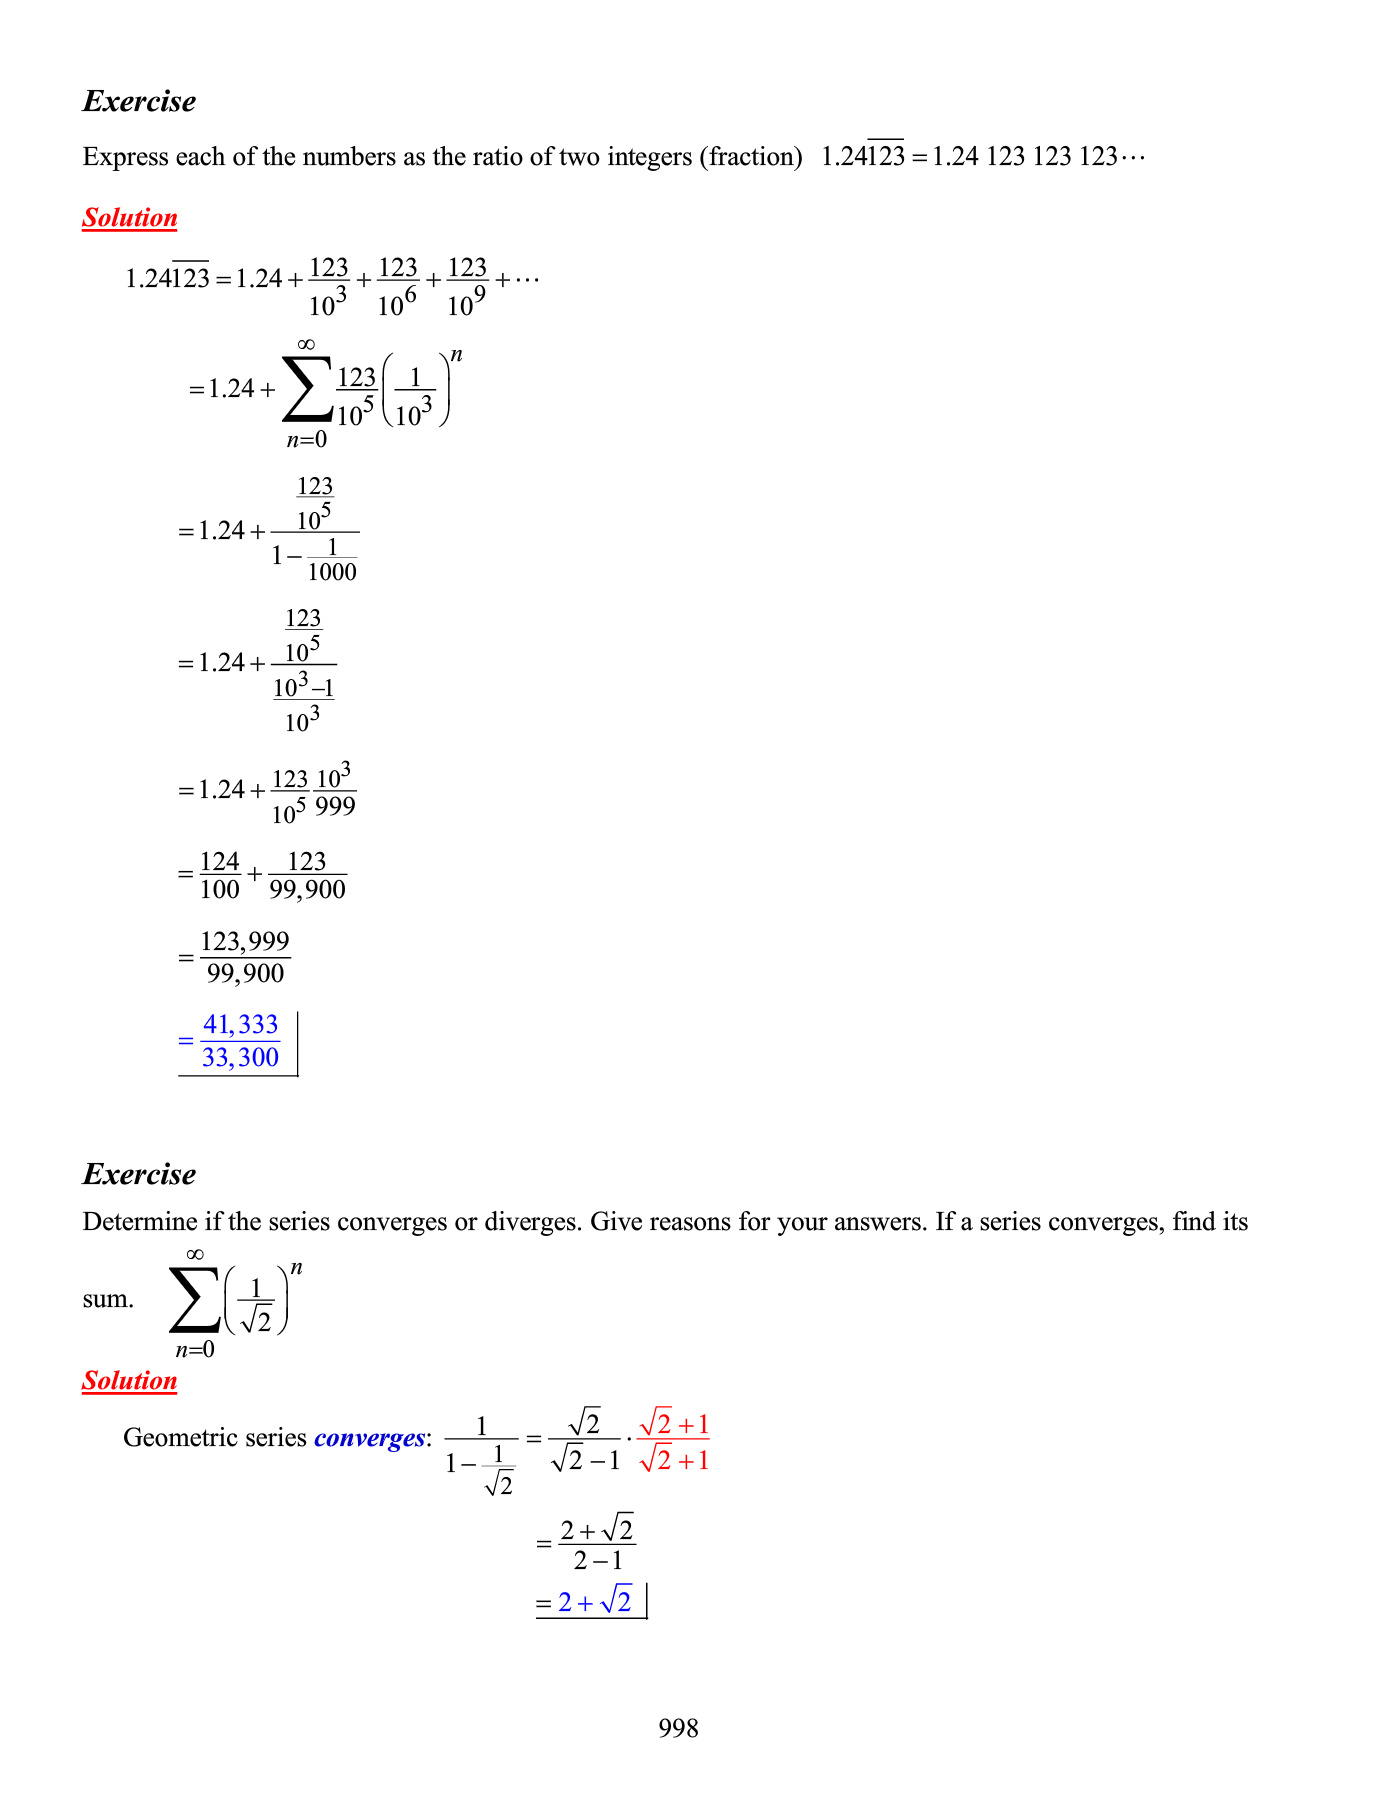 Exercise
Express each of the numbers as the ratio of two integers (fraction) $1.24\overline{123} = 1.24\ 123\ 123\ 123\cdots$
Solution
$1.24\overline{123} = 1.24 + \frac{123}{10^3} + \frac{123}{10^6} + \frac{123}{10^9} + \cdots$
$= 1.24 + \sum_{n=0}^{\infty} \frac{123}{10^5} \left( \frac{1}{10^3} \right)^n$
$= 1.24 + \frac{\frac{123}{10^5}}{1 - \frac{1}{1000}}$
$= 1.24 + \frac{\frac{123}{10^5}}{\frac{10^3 - 1}{10^3}}$
$= 1.24 + \frac{123}{10^5} \frac{10^3}{999}$
$= \frac{124}{100} + \frac{123}{99,900}$
$= \frac{123,999}{99,900}$
$= \frac{41,333}{33,300}$
Exercise
Determine if the series converges or diverges. Give reasons for your answers. If a series converges, find its
sum. $\sum_{n=0}^{\infty} \left( \frac{1}{\sqrt{2}} \right)^n$
Solution
Geometric series converges: $\frac{1}{1 - \frac{1}{\sqrt{2}}} = \frac{\sqrt{2}}{\sqrt{2} - 1} \cdot \frac{\sqrt{2} + 1}{\sqrt{2} + 1}$
$= \frac{2 + \sqrt{2}}{2 - 1}$
$= 2 + \sqrt{2}$
998